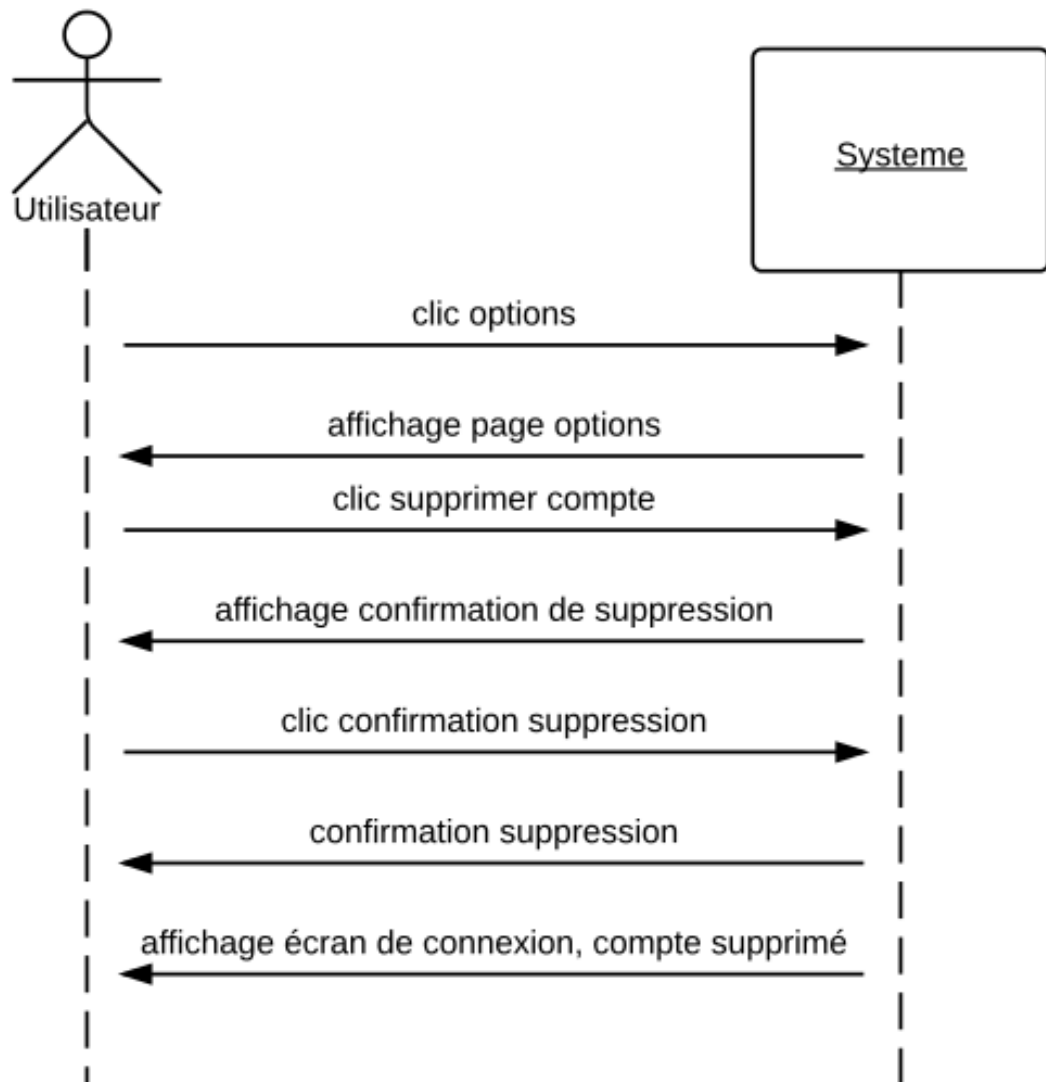 Systeme
Utilisateur
clic options
affichage page options
clic supprimer compte
affichage confirmation de suppression
clic confirmation suppression
confirmation suppression
affichage écran de connexion, compte supprimé